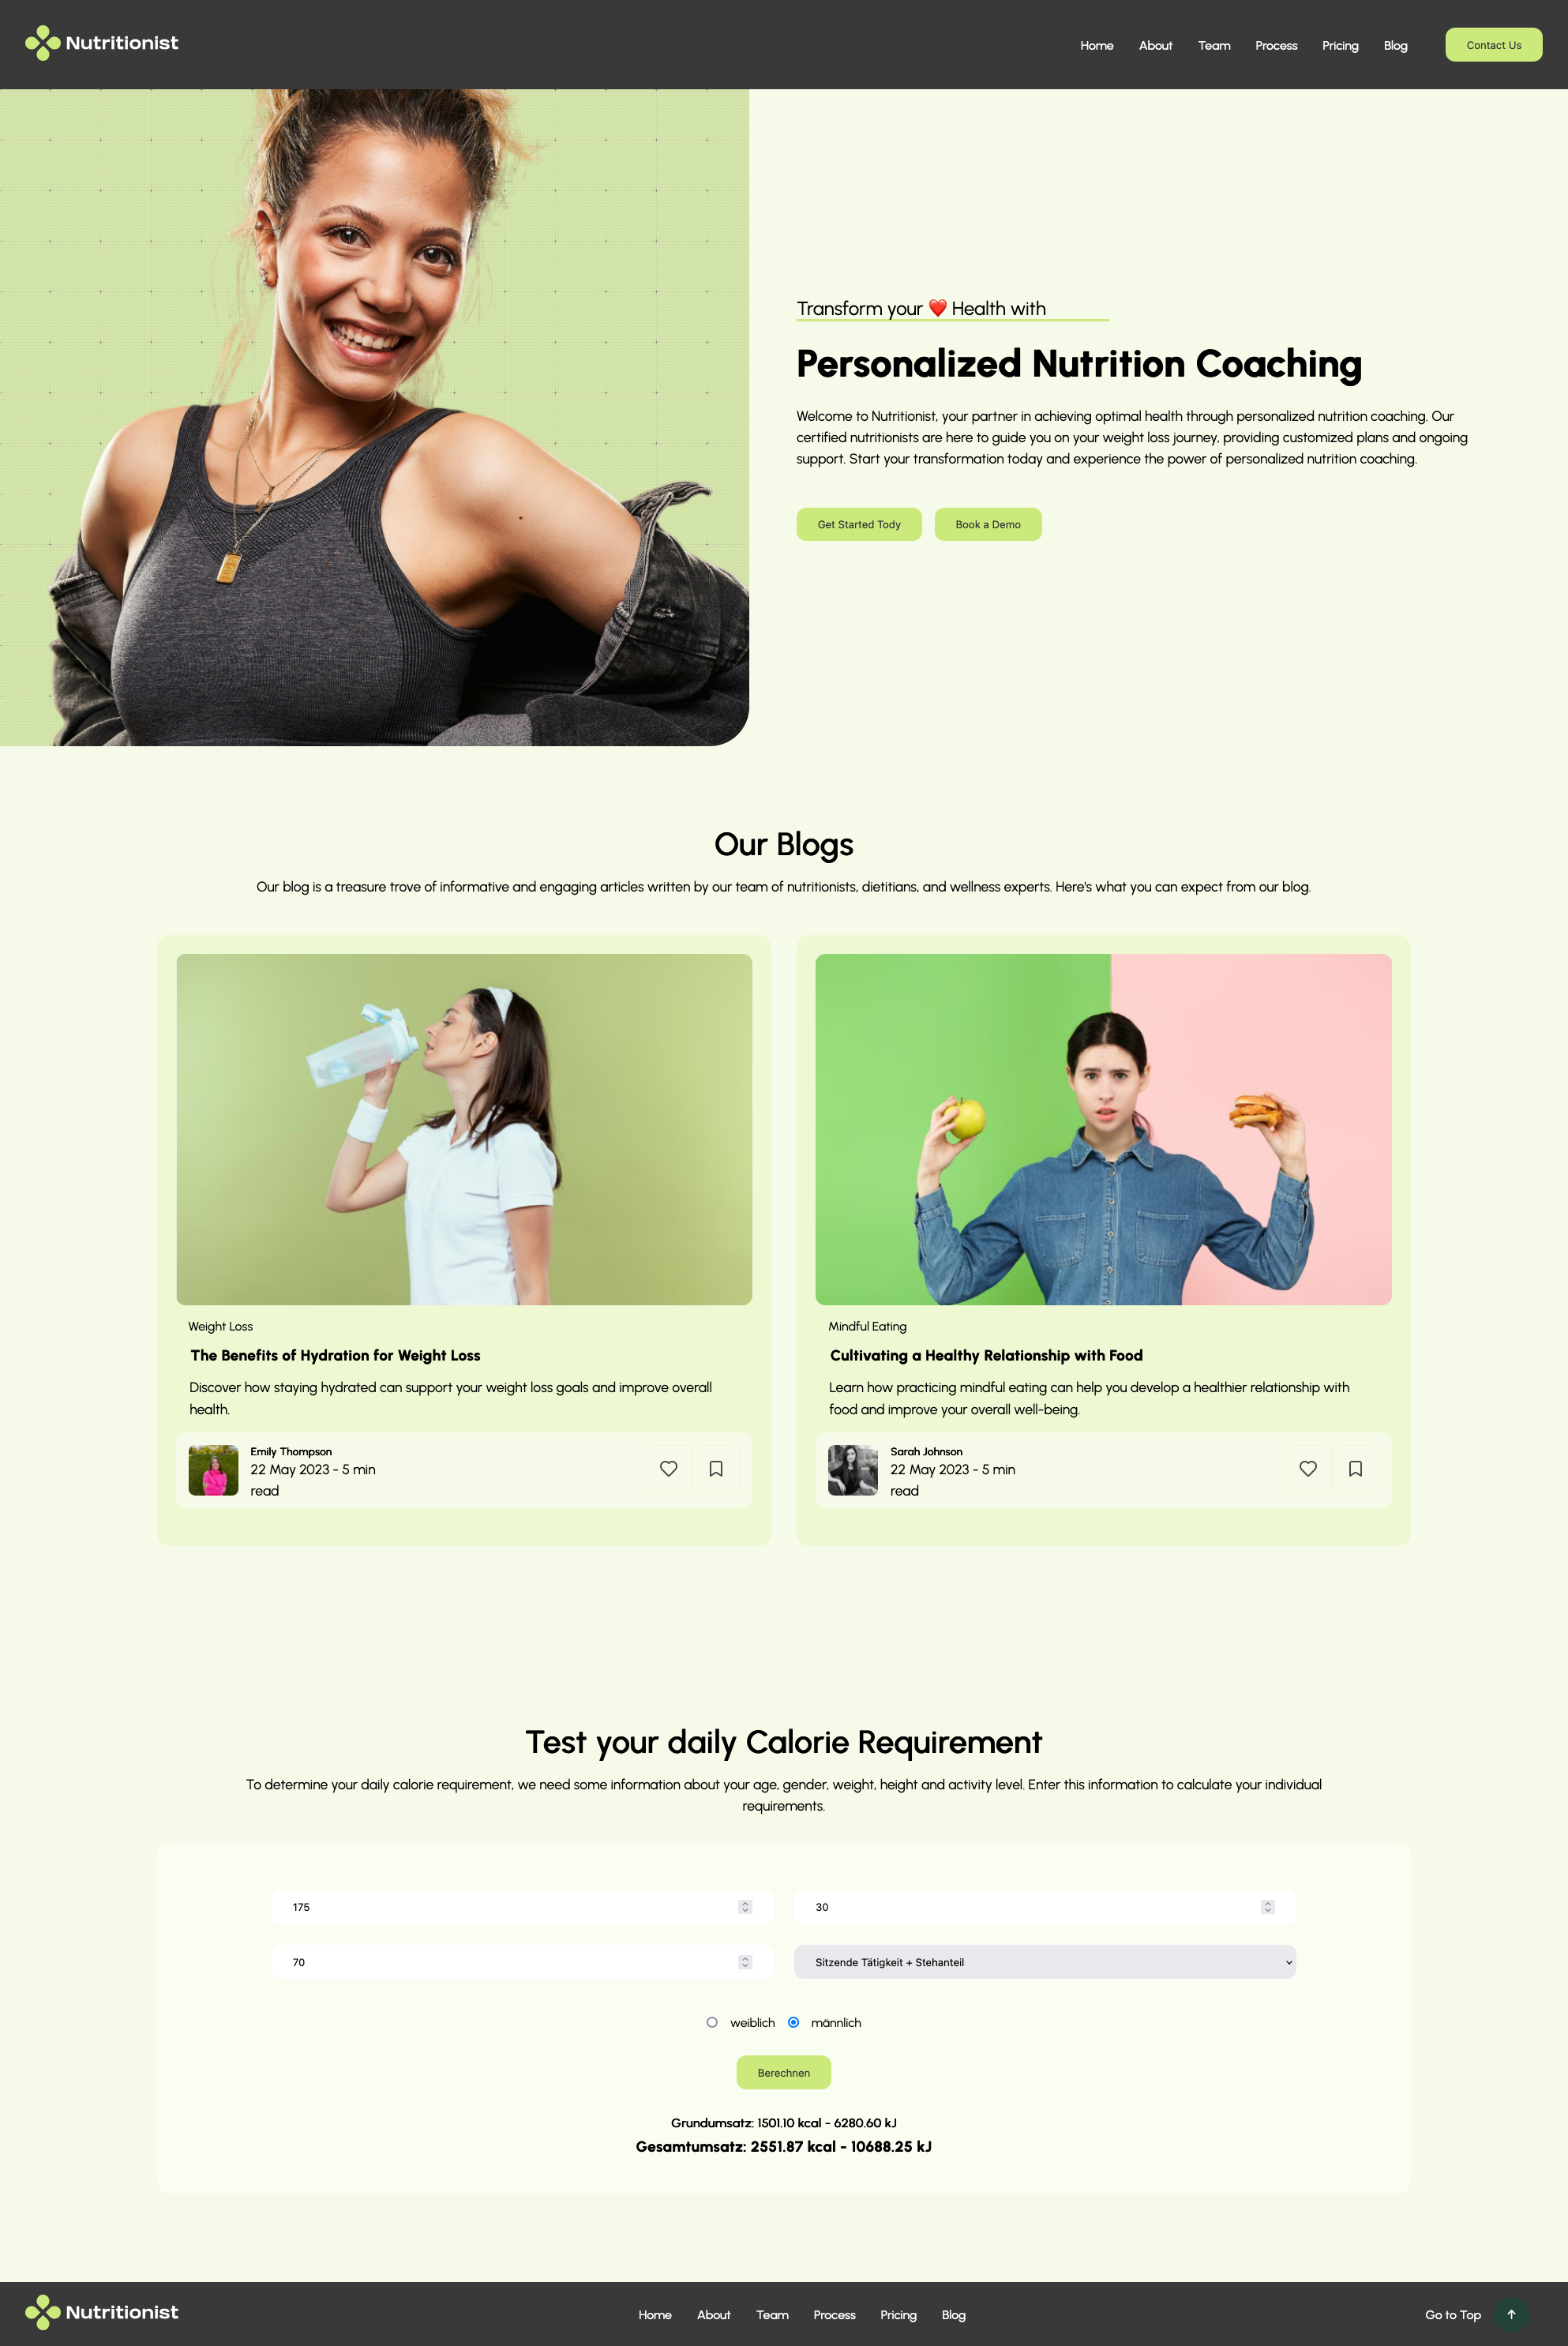 Nutritionist
Home About Team Process Pricing Blog Contact Us
Transform your ❤️ Health with
Personalized Nutrition Coaching
Welcome to Nutritionist, your partner in achieving optimal health through personalized nutrition coaching. Our
certified nutritionists are here to guide you on your weight loss journey, providing customized plans and ongoing
support. Start your transformation today and experience the power of personalized nutrition coaching.
Get Started Tody Book a Demo
Our Blogs
Our blog is a treasure trove of informative and engaging articles written by our team of nutritionists, dietitians, and wellness experts. Here's what you can expect from our blog.
Weight Loss
The Benefits of Hydration for Weight Loss
Discover how staying hydrated can support your weight loss goals and improve overall
health.
Emily Thompson
22 May 2023 - 5 min
read
Mindful Eating
Cultivating a Healthy Relationship with Food
Learn how practicing mindful eating can help you develop a healthier relationship with
food and improve your overall well-being.
Sarah Johnson
22 May 2023 - 5 min
read
Test your daily Calorie Requirement
To determine your daily calorie requirement, we need some information about your age, gender, weight, height and activity level. Enter this information to calculate your individual
requirements.
175 30
70 Sitzende Tätigkeit + Stehanteil
weiblich männlich
Berechnen
Grundumsatz: 1501.10 kcal - 6280.60 kJ
Gesamtumsatz: 2551.87 kcal - 10688.25 kJ
Nutritionist
Home About Team Process Pricing Blog
Go to Top